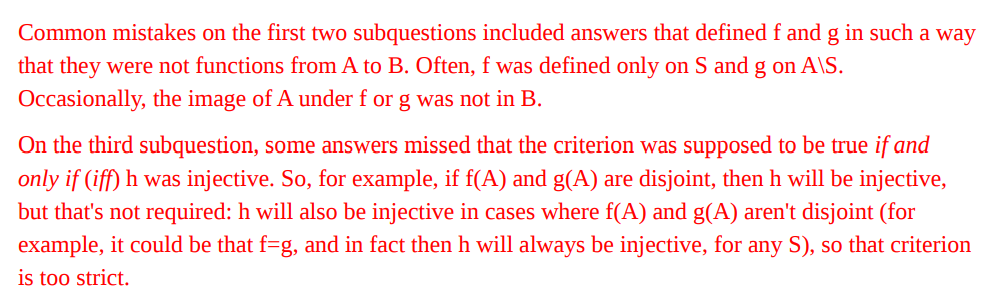 Common mistakes on the first two subquestions included answers that defined f and g in such a way
that they were not functions from A to B. Often, f was defined only on S and g on A\S.
Occasionally, the image of A under f or g was not in B.
On the third subquestion, some answers missed that the criterion was supposed to be true if and
only if (iff) h was injective. So, for example, if f(A) and g(A) are disjoint, then h will be injective,
but that's not required: h will also be injective in cases where f(A) and g(A) aren't disjoint (for
example, it could be that f=g, and in fact then h will always be injective, for any S), so that criterion
is too strict.